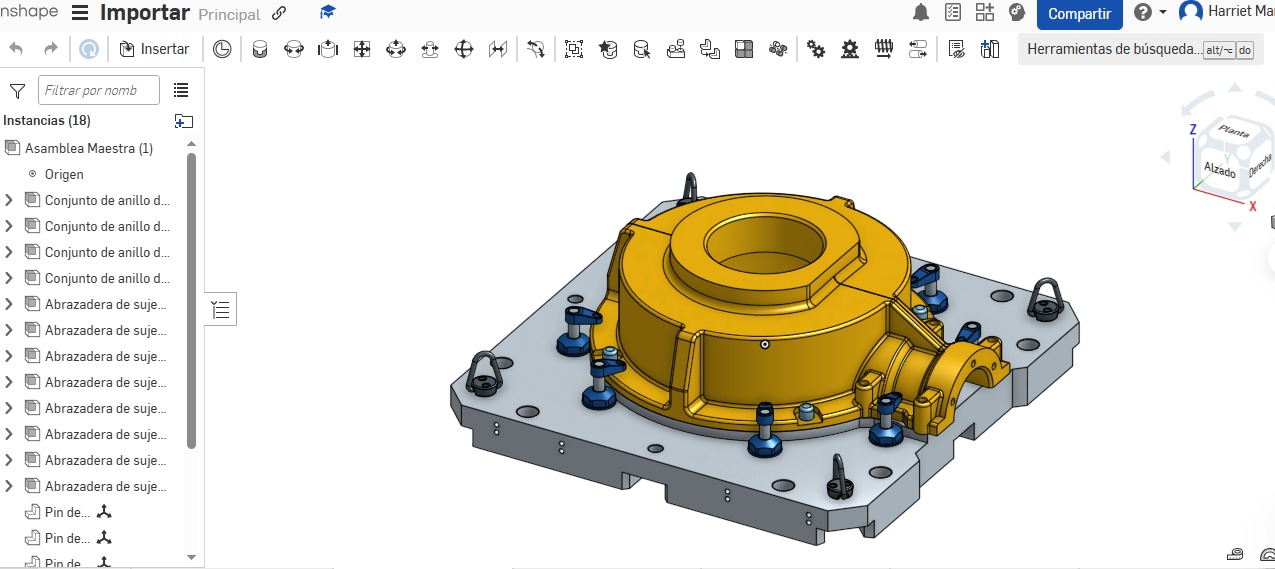 nshape Importar Principal Compartir Harriet Mar
Insertar Herramientas de búsqueda... alt/⌥ do
Filtrar por nomb
Instancias (18)
Asamblea Maestra (1)
Origen
Conjunto de anillo d...
Conjunto de anillo d...
Conjunto de anillo d...
Conjunto de anillo d...
Abrazadera de suje...
Abrazadera de suje...
Abrazadera de suje...
Abrazadera de suje...
Abrazadera de suje...
Abrazadera de suje...
Abrazadera de suje...
Abrazadera de suje...
Pin de...
Pin de...
Pin de
Z
Planta
Y
Alzado Derecha
X